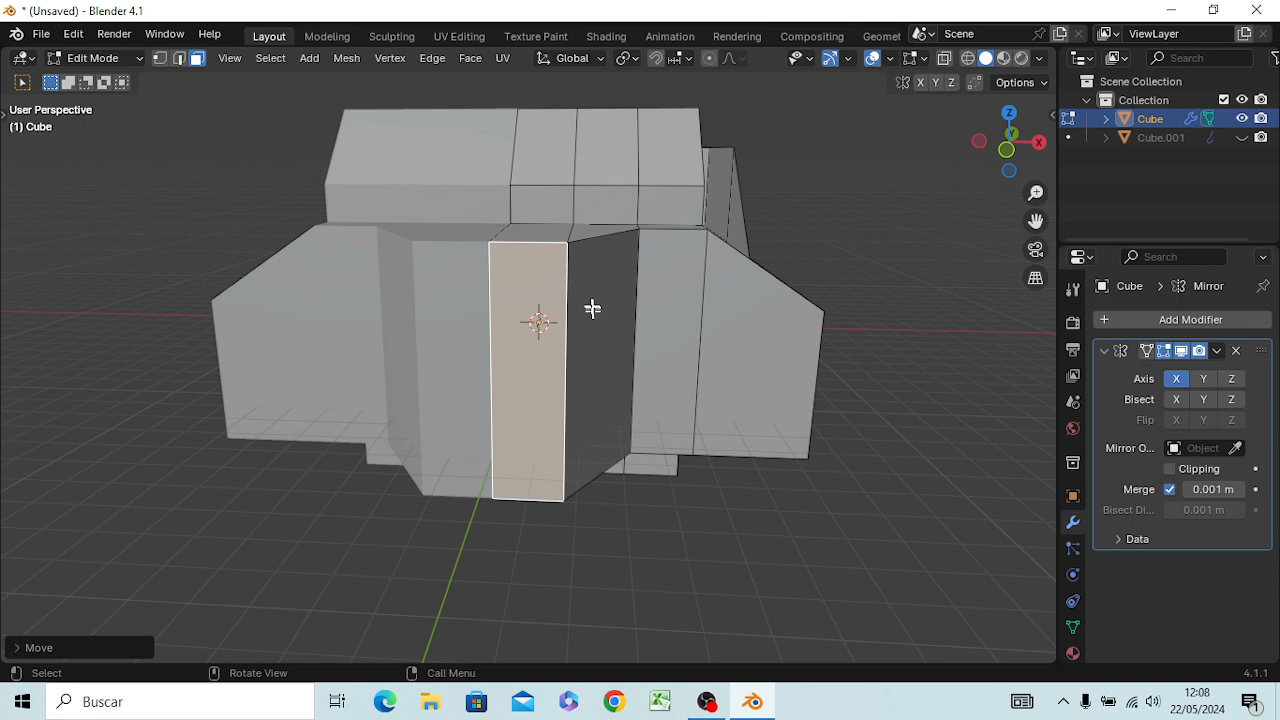 * (Unsaved) - Blender 4.1
File Edit Render Window Help Layout Modeling Sculpting UV Editing Texture Paint Shading Animation Rendering Compositing Geomet Scene ViewLayer
Edit Mode View Select Add Mesh Vertex Edge Face UV Global Search
X Y Z Options
User Perspective
(1) Cube
Z
Y
X
Scene Collection
Collection
Cube
Cube.001
Search
Cube > Mirror
+ Add Modifier
Axis X Y Z
Bisect X Y Z
Flip X Y Z
Mirror O... Object
Clipping
Merge 0.001 m
Bisect Di... 0.001 m
> Data
> Move
Select Rotate View Call Menu 4.1.1
Buscar
12:08
22/05/2024
1